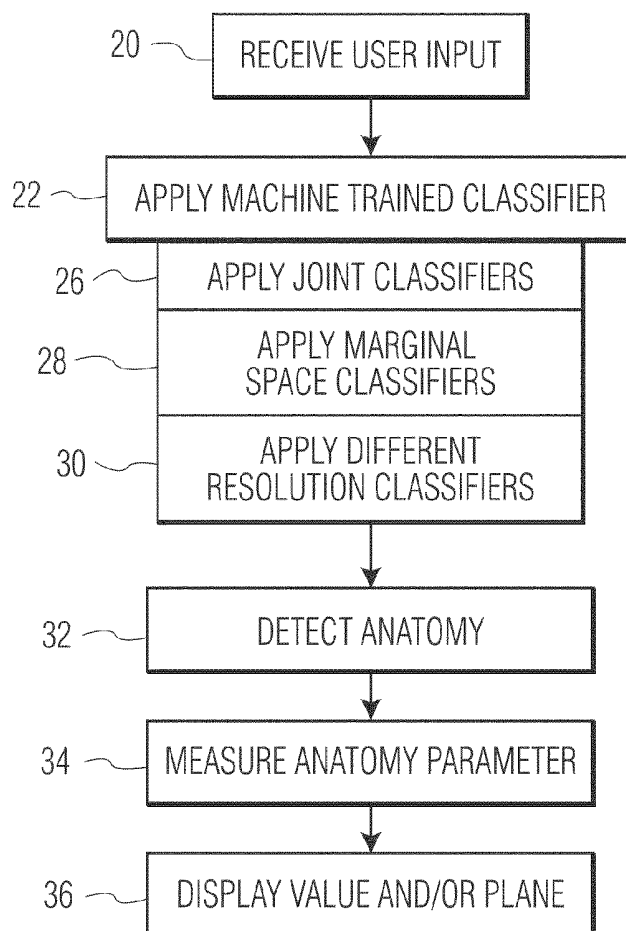 20
RECEIVE USER INPUT
22
APPLY MACHINE TRAINED CLASSIFIER
26
APPLY JOINT CLASSIFIERS
28
APPLY MARGINAL
SPACE CLASSIFIERS
30
APPLY DIFFERENT
RESOLUTION CLASSIFIERS
32
DETECT ANATOMY
34
MEASURE ANATOMY PARAMETER
36
DISPLAY VALUE AND/OR PLANE